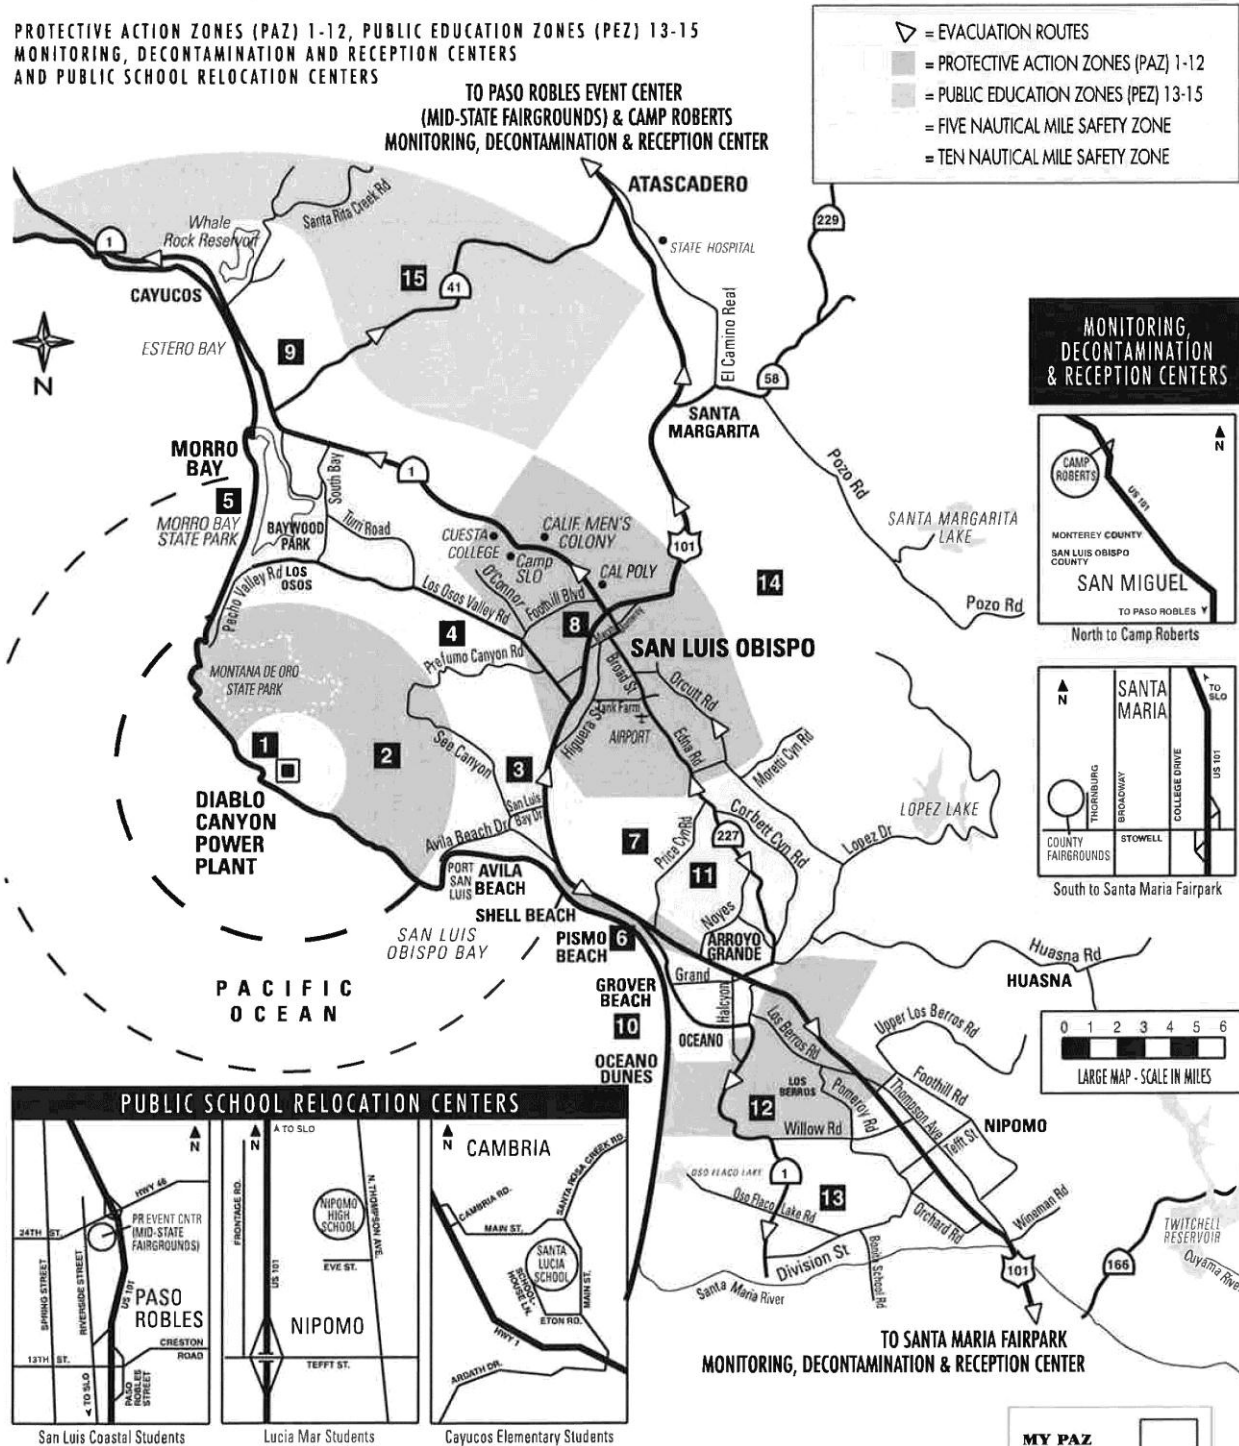 PROTECTIVE ACTION ZONES (PAZ) 1-12, PUBLIC EDUCATION ZONES (PEZ) 13-15
MONITORING, DECONTAMINATION AND RECEPTION CENTERS
AND PUBLIC SCHOOL RELOCATION CENTERS
= EVACUATION ROUTES
= PROTECTIVE ACTION ZONES (PAZ) 1-12
= PUBLIC EDUCATION ZONES (PEZ) 13-15
= FIVE NAUTICAL MILE SAFETY ZONE
= TEN NAUTICAL MILE SAFETY ZONE
TO PASO ROBLES EVENT CENTER
(MID-STATE FAIRGROUNDS) & CAMP ROBERTS
MONITORING, DECONTAMINATION & RECEPTION CENTER
ATASCADERO
STATE HOSPITAL
229
Santa Rita Creek Rd
Whale
Rock Reservoir
1
CAYUCOS
15
41
El Camino Real
ESTERO BAY
9
N
58
SANTA
MARGARITA
MORRO
BAY
5
MORRO BAY
STATE PARK
South Bay
1
BAYWOOD
PARK
Turri Road
CUESTA
COLLEGE
CALIF. MEN'S
COLONY
Camp
SLO
CAL POLY
101
Pozo Rd
SANTA MARGARITA
LAKE
Pozo Rd
14
Pecho Valley Rd
LOS
OSOS
Los Osos Valley Rd
O'Connor
Foothill Blvd
8
SAN LUIS OBISPO
4
Prefumo Canyon Rd
Broad St
Orcutt Rd
MONTANA DE ORO
STATE PARK
Tank Farm
AIRPORT
Higuera St
Edna Rd
1
2
3
See Canyon
Moretti Cyn Rd
LOPEZ LAKE
DIABLO
CANYON
POWER
PLANT
San Luis
Bay Dr
Avila Beach Dr
7
Price Cyn Rd
227
Corbett Cyn Rd
Lopez Dr
11
PORT
SAN
LUIS
AVILA
BEACH
SHELL BEACH
Noyes
SAN LUIS
OBISPO BAY
PISMO
BEACH
6
ARROYO
GRANDE
Huasna Rd
HUASNA
PACIFIC
OCEAN
GROVER
BEACH
Grand
Halcyon
10
OCEANO
Los Berros Rd
Upper Los Berros Rd
OCEANO
DUNES
LOS
BERROS
Pomeroy Rd
Thompson Ave
Foothill Rd
12
Willow Rd
Tefft St
NIPOMO
OSO FLACO LAKE
1
13
Oso Flaco Lake Rd
Orchard Rd
Wineman Rd
Division St
Bonita School Rd
Santa Maria River
101
166
TWITCHELL
RESERVOIR
Cuyama River
TO SANTA MARIA FAIRPARK
MONITORING, DECONTAMINATION & RECEPTION CENTER
MONITORING,
DECONTAMINATION
& RECEPTION CENTERS
N
CAMP
ROBERTS
US 101
MONTEREY COUNTY
SAN LUIS OBISPO
COUNTY
SAN MIGUEL
TO PASO ROBLES
North to Camp Roberts
N
SANTA
MARIA
TO
SLO
THORNBURG
BROADWAY
COLLEGE DRIVE
US 101
COUNTY
FAIRGROUNDS
STOWELL
South to Santa Maria Fairpark
0 1 2 3 4 5 6
LARGE MAP - SCALE IN MILES
PUBLIC SCHOOL RELOCATION CENTERS
N
HWY 46
24TH ST.
PR EVENT CNTR
(MID-STATE
FAIRGROUNDS)
SPRING STREET
RIVERSIDE STREET
US 101
PASO
ROBLES
CRESTON
ROAD
13TH ST.
TO SLO
PASO
ROBLES
STREET
San Luis Coastal Students
TO SLO
N
FRONTAGE RD.
NIPOMO
HIGH
SCHOOL
N. THOMPSON AVE.
EVE ST.
US 101
NIPOMO
TEFFT ST.
Lucia Mar Students
N
CAMBRIA
SANTA ROSA CREEK RD.
CAMBRIA RD.
MAIN ST.
SANTA
LUCIA
SCHOOL
SCHOOL-
HOUSE LN.
MAIN ST.
ETON RD.
HWY 1
ARDATH DR.
Cayucos Elementary Students
MY PAZ